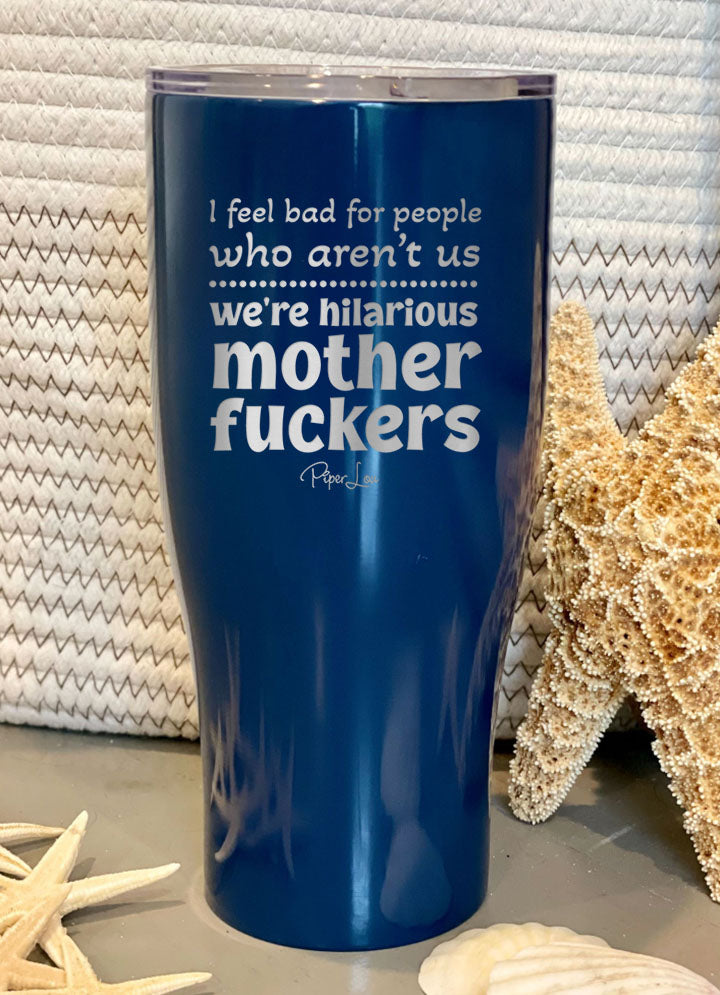 I feel bad for people
who aren't us
we're hilarious
mother
fuckers
Piper Lou